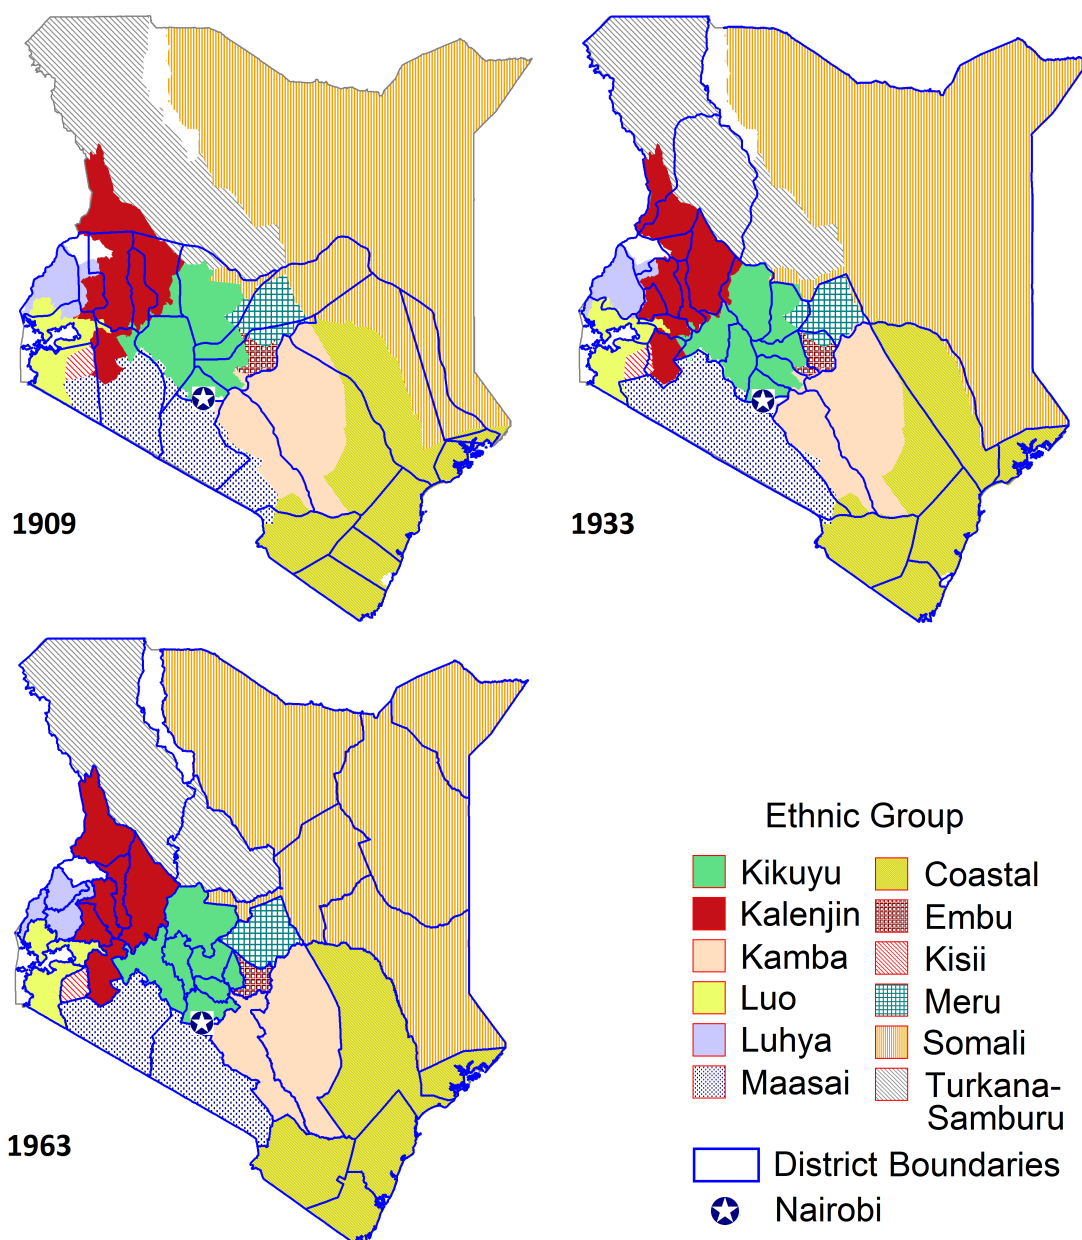 1909
1933
1963
Ethnic Group
Kikuyu
Kalenjin
Kamba
Luo
Luhya
Maasai
Coastal
Embu
Kisii
Meru
Somali
Turkana-
Samburu
District Boundaries
Nairobi